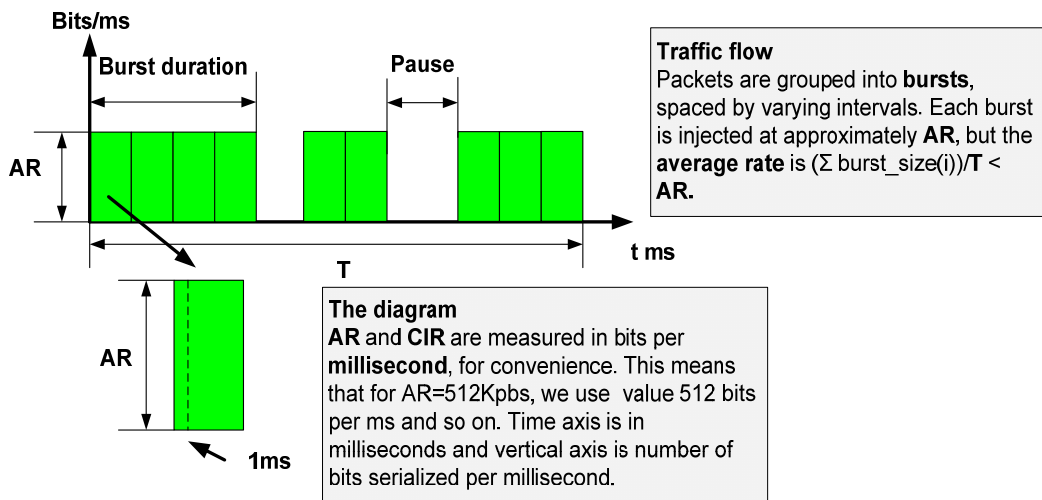 Bits/ms
Burst duration
Pause
AR
t ms
T
Traffic flow
Packets are grouped into bursts,
spaced by varying intervals. Each burst
is injected at approximately AR, but the
average rate is (Σ burst_size(i))/T <
AR.
AR
1ms
The diagram
AR and CIR are measured in bits per
millisecond, for convenience. This means
that for AR=512Kpbs, we use value 512 bits
per ms and so on. Time axis is in
milliseconds and vertical axis is number of
bits serialized per millisecond.